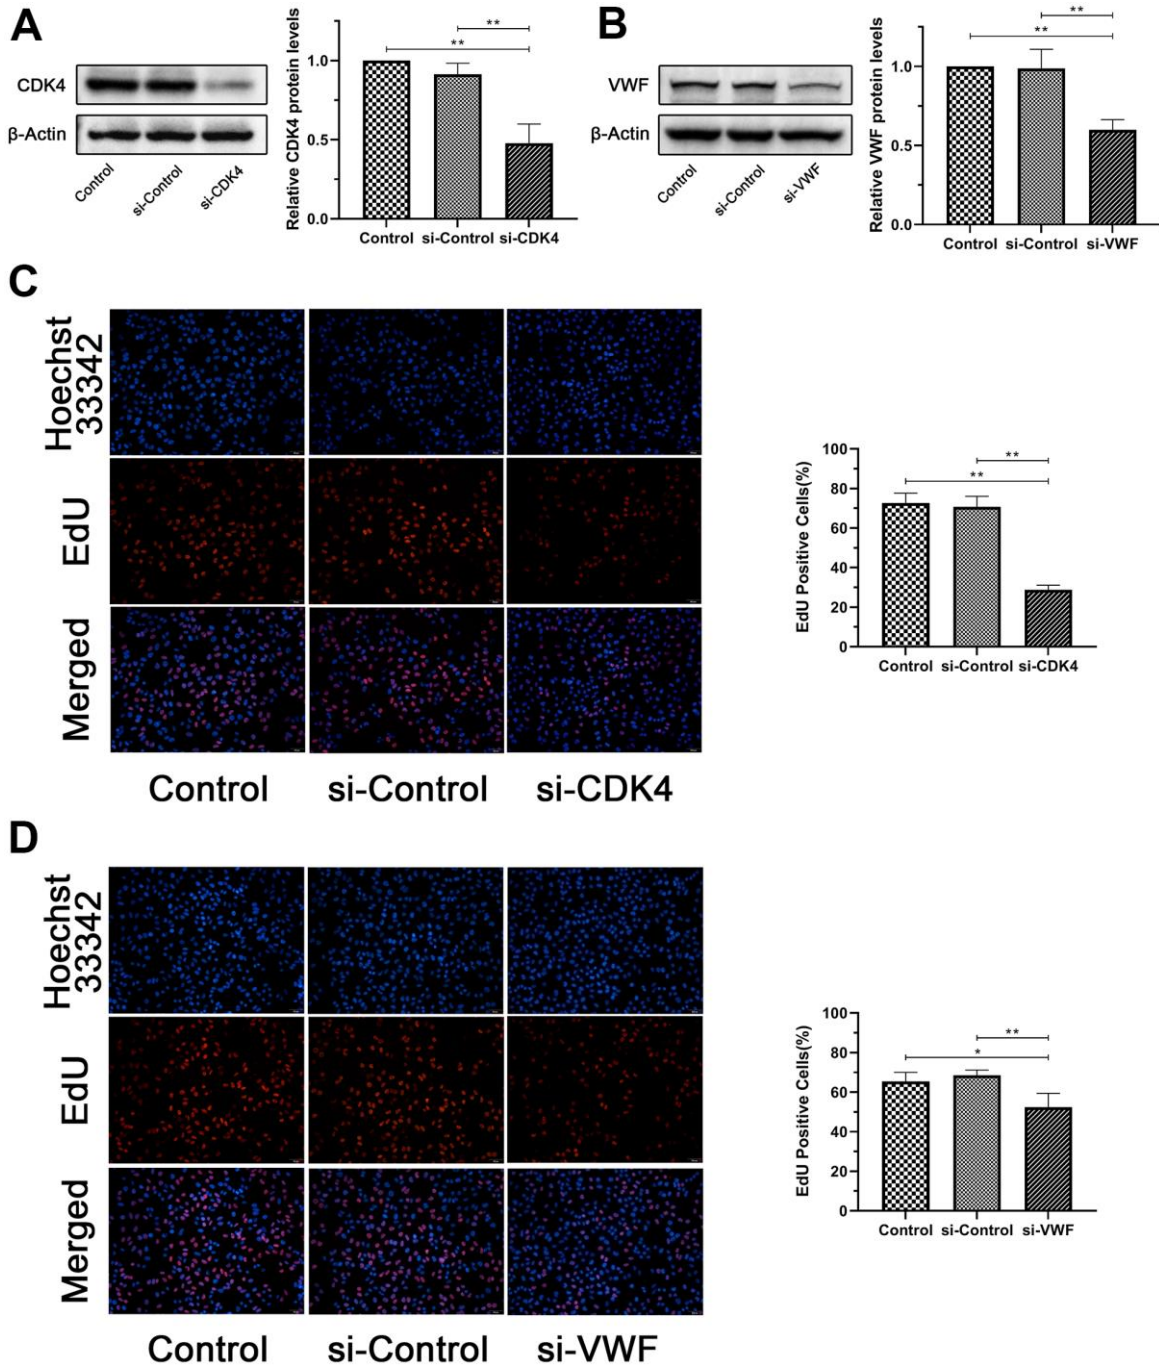 A
CDK4
β-Actin
Control
si-Control
si-CDK4
Relative CDK4 protein levels
1.0
0.5
0.0
**
**
Control si-Control si-CDK4
B
VWF
β-Actin
Control
si-Control
si-VWF
Relative VWF protein levels
1.0
0.5
0.0
**
**
Control si-Control si-VWF
C
Hoechst
33342
EdU
Merged
Control si-Control si-CDK4
EdU Positive Cells(%)
100
80
60
40
20
0
**
**
Control si-Control si-CDK4
D
Hoechst
33342
EdU
Merged
Control si-Control si-VWF
EdU Positive Cells(%)
100
80
60
40
20
0
**
*
Control si-Control si-VWF